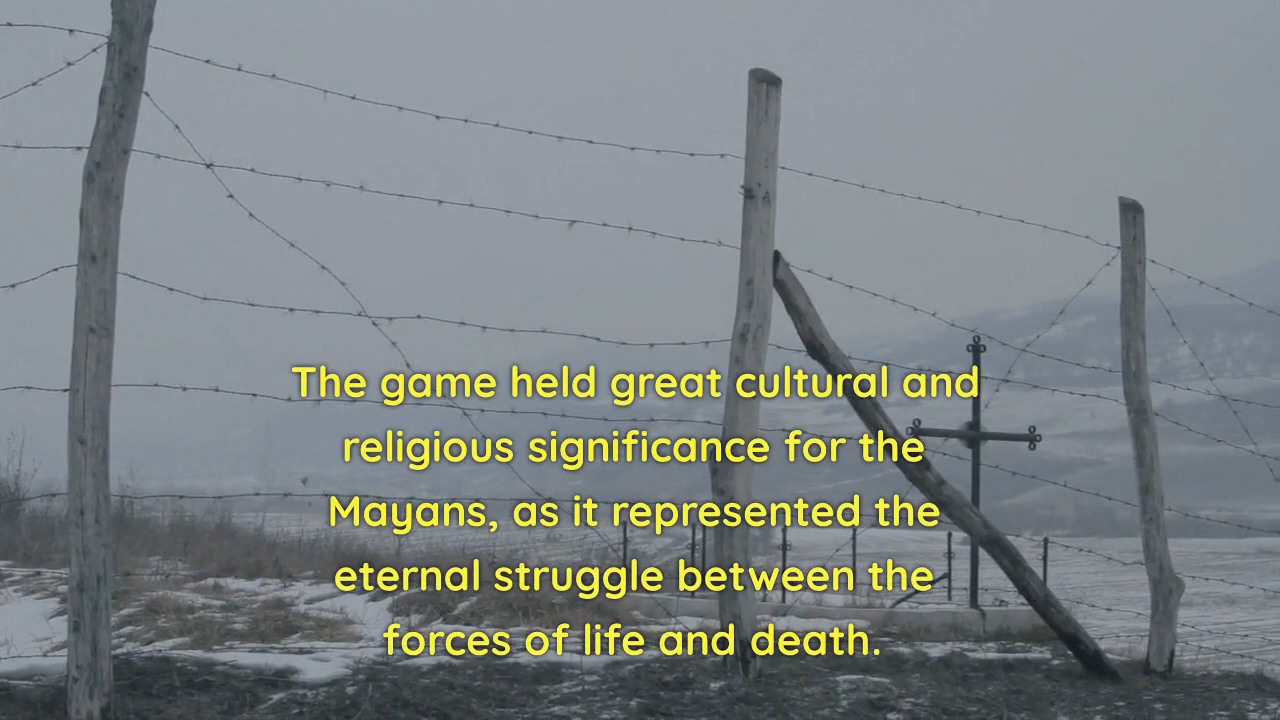 The game held great cultural and
religious significance for the
Mayans, as it represented the
eternal struggle between the
forces of life and death.